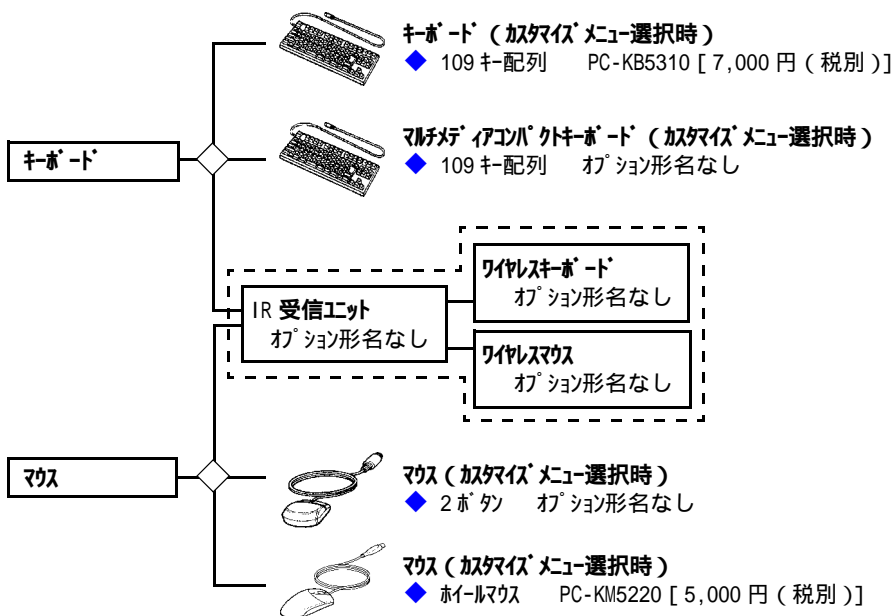 ｷｰﾎﾞｰﾄﾞ（ｶｽﾀﾏｲｽﾞﾒﾆｭｰ選択時）
◆ 109ｷｰ配列 PC-KB5310 [ 7,000 円（税別）]
ﾏﾙﾁﾒﾃﾞｨｱｺﾝﾊﾟｸﾄｷｰﾎﾞｰﾄﾞ（ｶｽﾀﾏｲｽﾞﾒﾆｭｰ選択時）
◆ 109ｷｰ配列 ｵﾌﾟｼｮﾝ形名なし
ｷｰﾎﾞｰﾄﾞ
ﾜｲﾔﾚｽｷｰﾎﾞｰﾄﾞ
ｵﾌﾟｼｮﾝ形名なし
IR 受信ﾕﾆｯﾄ
ｵﾌﾟｼｮﾝ形名なし
ﾜｲﾔﾚｽﾏｳｽ
ｵﾌﾟｼｮﾝ形名なし
ﾏｳｽ
ﾏｳｽ（ｶｽﾀﾏｲｽﾞﾒﾆｭｰ選択時）
◆ 2ﾎﾞﾀﾝ ｵﾌﾟｼｮﾝ形名なし
ﾏｳｽ（ｶｽﾀﾏｲｽﾞﾒﾆｭｰ選択時）
◆ ﾎｲｰﾙﾏｳｽ PC-KM5220 [ 5,000 円（税別）]